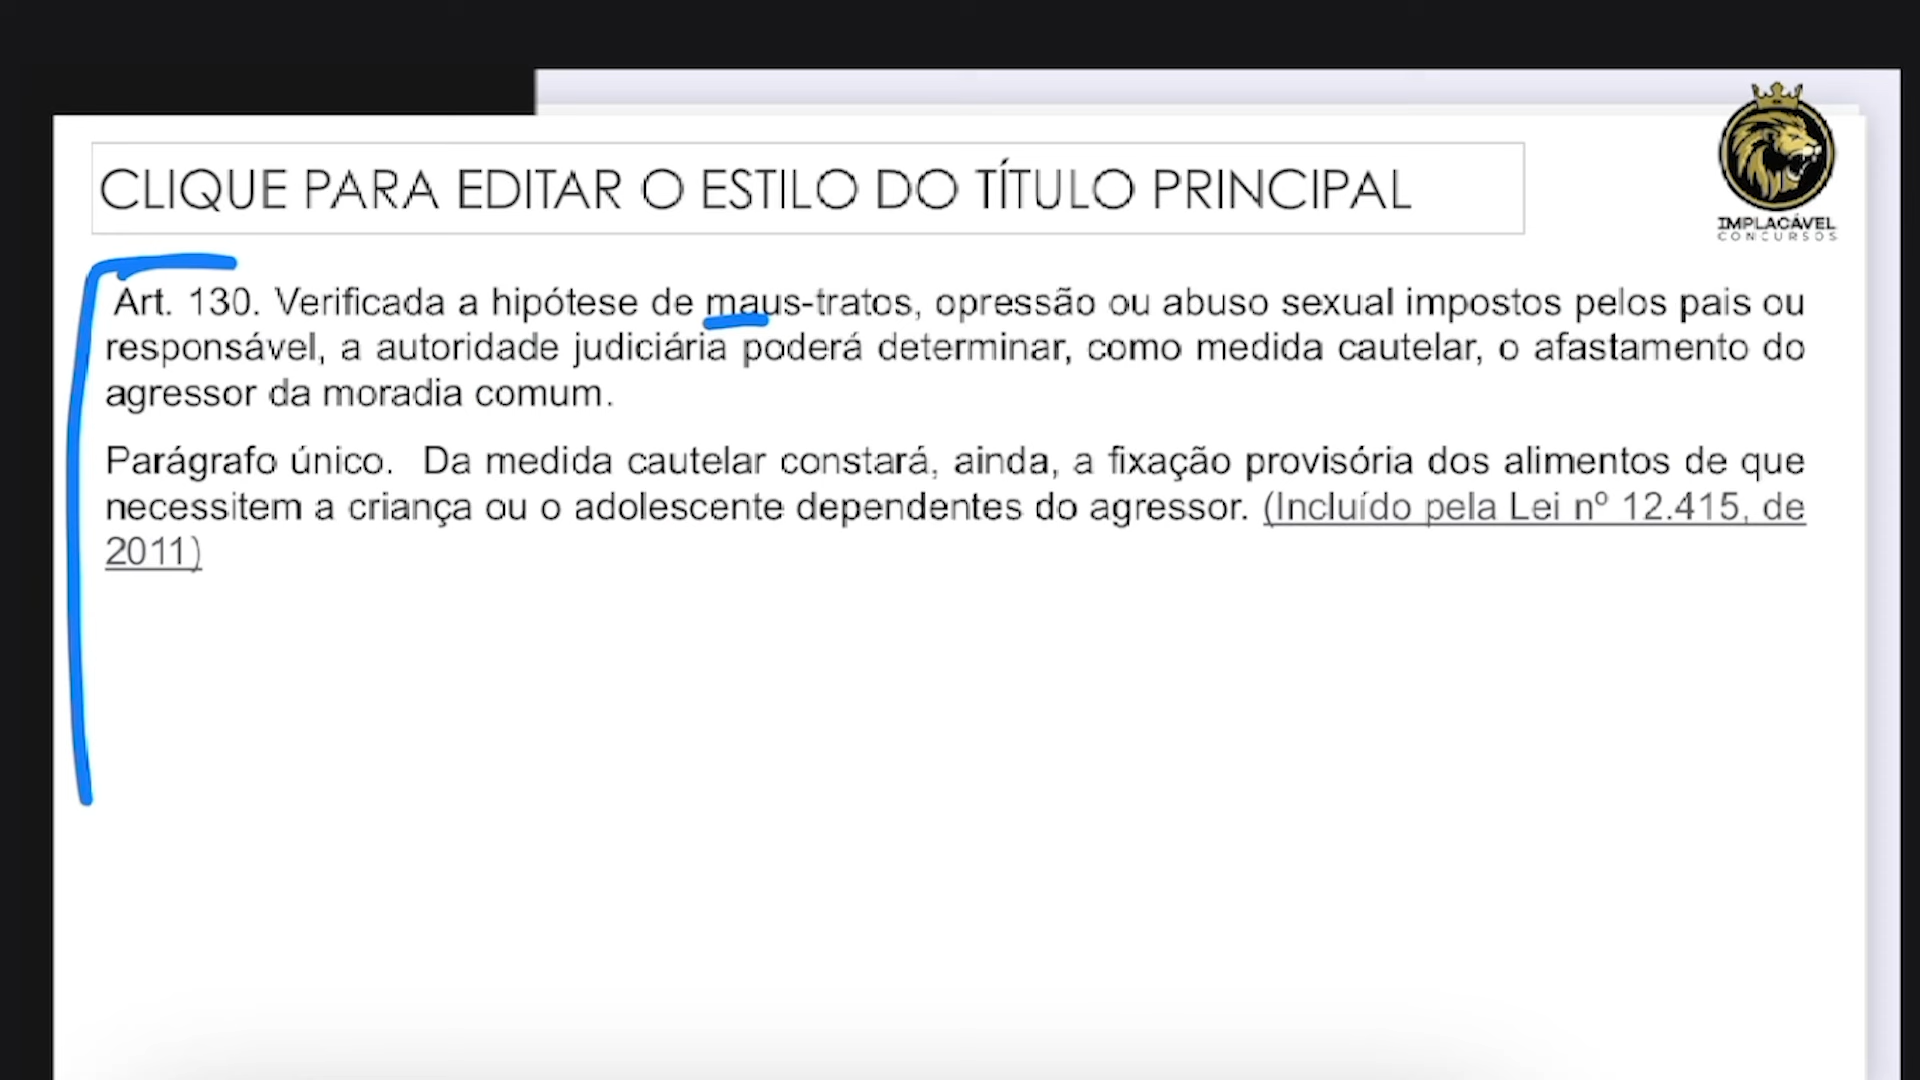 CLIQUE PARA EDITAR O ESTILO DO TÍTULO PRINCIPAL
IMPLACÁVEL
CONCURSOS
Art. 130. Verificada a hipótese de maus-tratos, opressão ou abuso sexual impostos pelos pais ou
responsável, a autoridade judiciária poderá determinar, como medida cautelar, o afastamento do
agressor da moradia comum.
Parágrafo único. Da medida cautelar constará, ainda, a fixação provisória dos alimentos de que
necessitem a criança ou o adolescente dependentes do agressor. (Incluído pela Lei nº 12.415, de
2011)